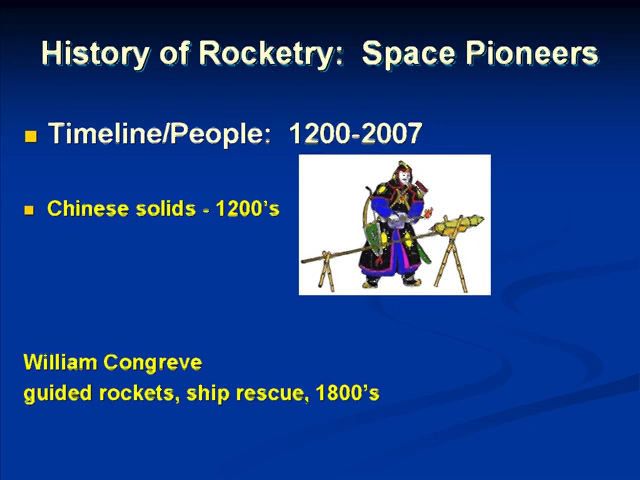 History of Rocketry: Space Pioneers
Timeline/People: 1200-2007
Chinese solids - 1200's
William Congreve
guided rockets, ship rescue, 1800's